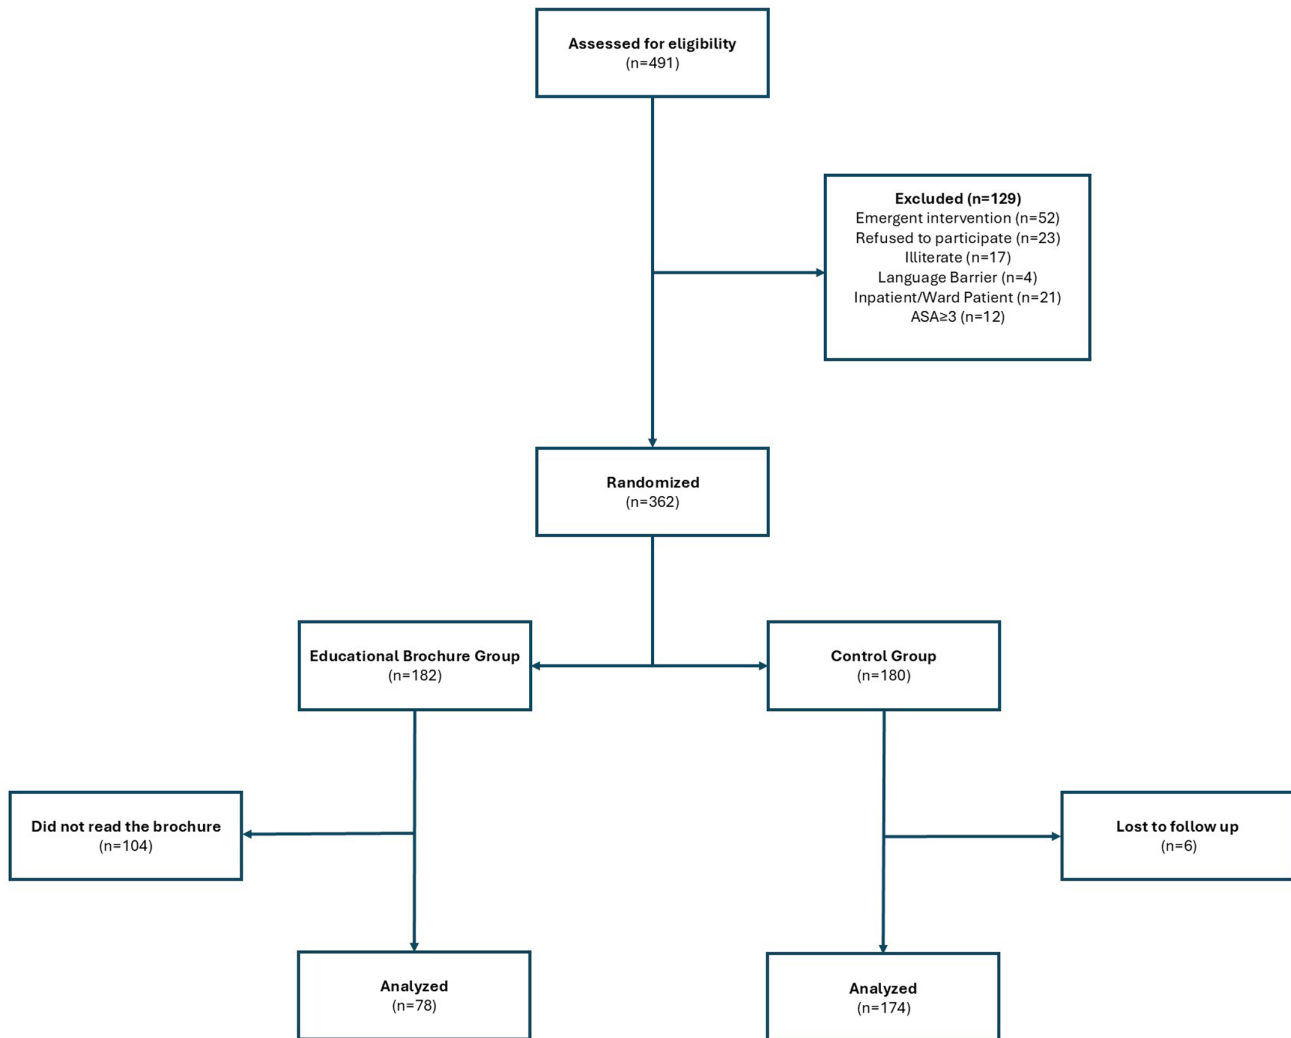 Assessed for eligibility
(n=491)
Excluded (n=129)
Emergent intervention (n=52)
Refused to participate (n=23)
Illiterate (n=17)
Language Barrier (n=4)
Inpatient/Ward Patient (n=21)
ASA≥3 (n=12)
Randomized
(n=362)
Educational Brochure Group
(n=182)
Control Group
(n=180)
Did not read the brochure
(n=104)
Lost to follow up
(n=6)
Analyzed
(n=78)
Analyzed
(n=174)